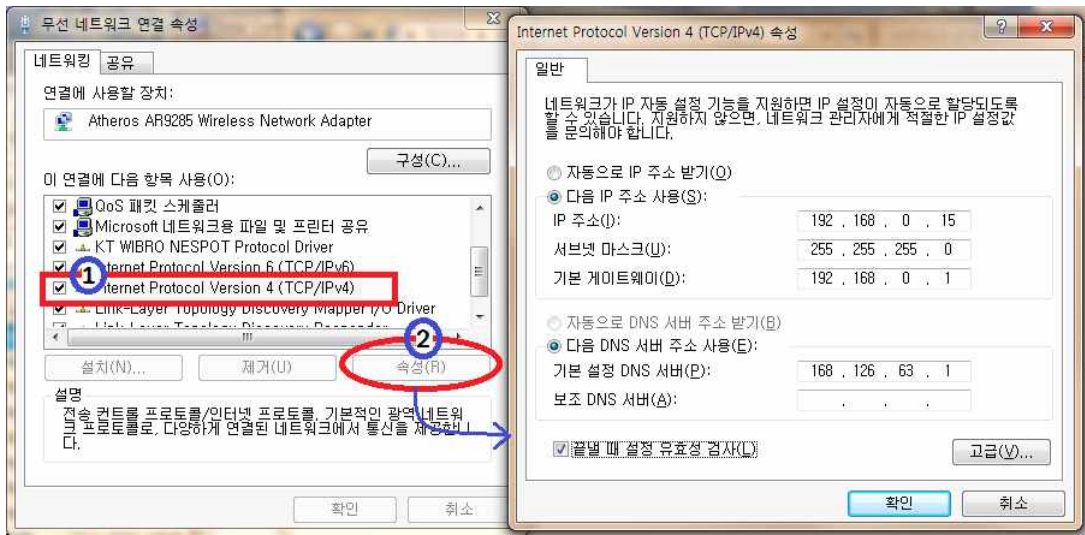 무선 네트워크 연결 속성
네트워킹
공유
연결에 사용할 장치:
Atheros AR9285 Wireless Network Adapter
구성(C)...
이 연결에 다음 항목 사용(O):
QoS 패킷 스케줄러
Microsoft 네트워크용 파일 및 프린터 공유
KT WIBRO NESPOT Protocol Driver
Internet Protocol Version 6 (TCP/IPv6)
1
Internet Protocol Version 4 (TCP/IPv4)
Link-Layer Topology Discovery Mapper I/O Driver
Link-Layer Topology Discovery Responder
2
설치(N)...
제거(U)
속성(R)
설명
전송 컨트롤 프로토콜/인터넷 프로토콜. 기본적인 광역 네트워
크 프로토콜로, 다양하게 연결된 네트워크에서 통신을 제공합니
다.
확인
취소
Internet Protocol Version 4 (TCP/IPv4) 속성
일반
네트워크가 IP 자동 설정 기능을 지원하면 IP 설정이 자동으로 할당되도록
할 수 있습니다. 지원하지 않으면, 네트워크 관리자에게 적절한 IP 설정값
을 문의해야 합니다.
자동으로 IP 주소 받기(O)
다음 IP 주소 사용(S):
IP 주소(I): 192 . 168 . 0 . 15
서브넷 마스크(U): 255 . 255 . 255 . 0
기본 게이트웨이(D): 192 . 168 . 0 . 1
자동으로 DNS 서버 주소 받기(B)
다음 DNS 서버 주소 사용(E):
기본 설정 DNS 서버(P): 168 . 126 . 63 . 1
보조 DNS 서버(A): . . .
끝낼 때 설정 유효성 검사(L)
고급(V)...
확인
취소